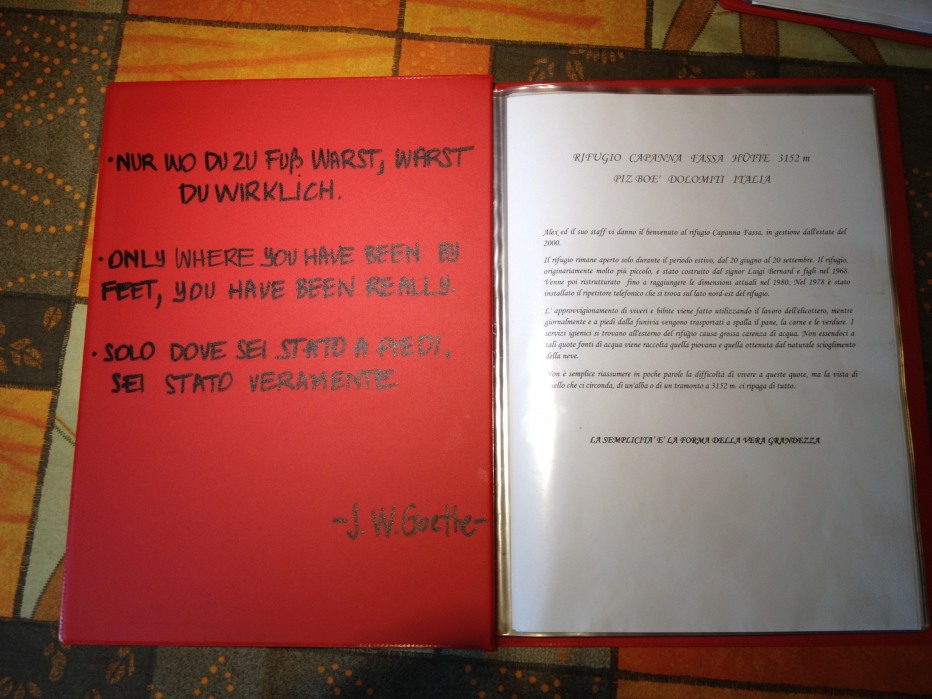 •NUR WO DU ZU FUß WARST, WARST
DU WIRKLICH.
•ONLY WHERE YOU HAVE BEEN BY
FEET, YOU HAVE BEEN REALLY.
•SOLO DOVE SEI STATO A PIEDI,
SEI STATO VERAMENTE.
-J.W.Goethe-
RIFUGIO CAPANNA FASSA HÜTTE 3152 m
PIZ BOE' DOLOMITI ITALIA
Alex ed il suo staff vi danno il benvenuto al rifugio Capanna Fassa, in gestione dall'estate del
2000.
Il rifugio rimane aperto solo durante il periodo estivo, dal 20 giugno al 20 settembre. Il rifugio,
originariamente molto più piccolo, è stato costruito dal signor Luigi Bernard e figli nel 1968.
Venne poi ristrutturato fino a raggiungere le dimensioni attuali nel 1980. Nel 1978 è stato
installato il ripetitore telefonico che si trova sul lato nord-est del rifugio.
L' approvvigionamento di viveri e bibite viene fatto utilizzando il lavoro dell'elicottero, mentre
giornalmente e a piedi dalla funivia vengono trasportati a spalla il pane, la carne e le verdure. I
servizi igienici si trovano all'esterno del rifugio causa grossa carenza di acqua. Non essendoci a
tali quote fonti di acqua viene raccolta quella piovana e quella ottenuta dal naturale scioglimento
della neve.
Non è semplice riassumere in poche parole la difficoltà di vivere a queste quote, ma la vista di
quello che ci circonda, di un'alba o di un tramonto a 3152 m. ci ripaga di tutto.
LA SEMPLICITA' E' LA FORMA DELLA VERA GRANDEZZA